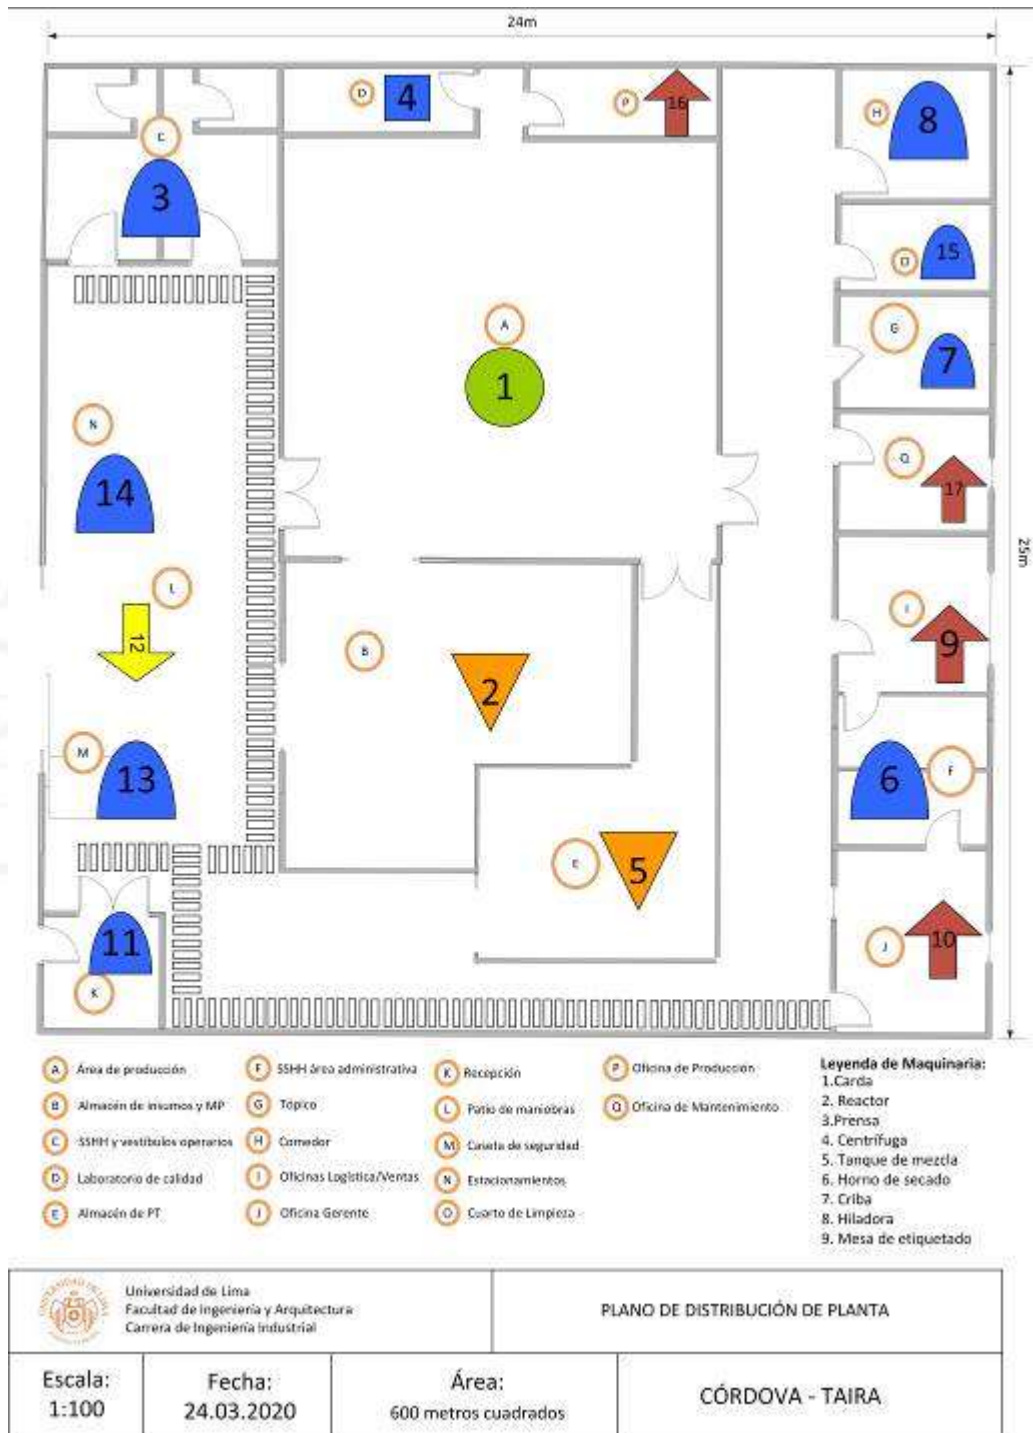 24m
D
4
P
16
H
8
C
3
O
15
A
1
G
7
N
14
Q
17
25m
L
12
B
2
I
9
M
13
6
F
E
5
11
K
J
10
A Área de producción
B Almacén de insumos y MP
C SSHH y vestíbulos operarios
D Laboratorio de calidad
E Almacén de PT
F SSHH área administrativa
G Tópico
H Comedor
I Oficinas Logística/Ventas
J Oficina Gerente
K Recepción
L Patio de maniobras
M Caseta de seguridad
N Estacionamientos
O Cuarto de Limpieza
P Oficina de Producción
Q Oficina de Mantenimiento
Leyenda de Maquinaria:
1.Carda
2. Reactor
3.Prensa
4. Centrífuga
5. Tanque de mezcla
6. Horno de secado
7. Criba
8. Hiladora
9. Mesa de etiquetado
Universidad de Lima
Facultad de Ingeniería y Arquitectura
Carrera de Ingeniería Industrial
PLANO DE DISTRIBUCIÓN DE PLANTA
Escala:
1:100
Fecha:
24.03.2020
Área:
600 metros cuadrados
CÓRDOVA - TAIRA